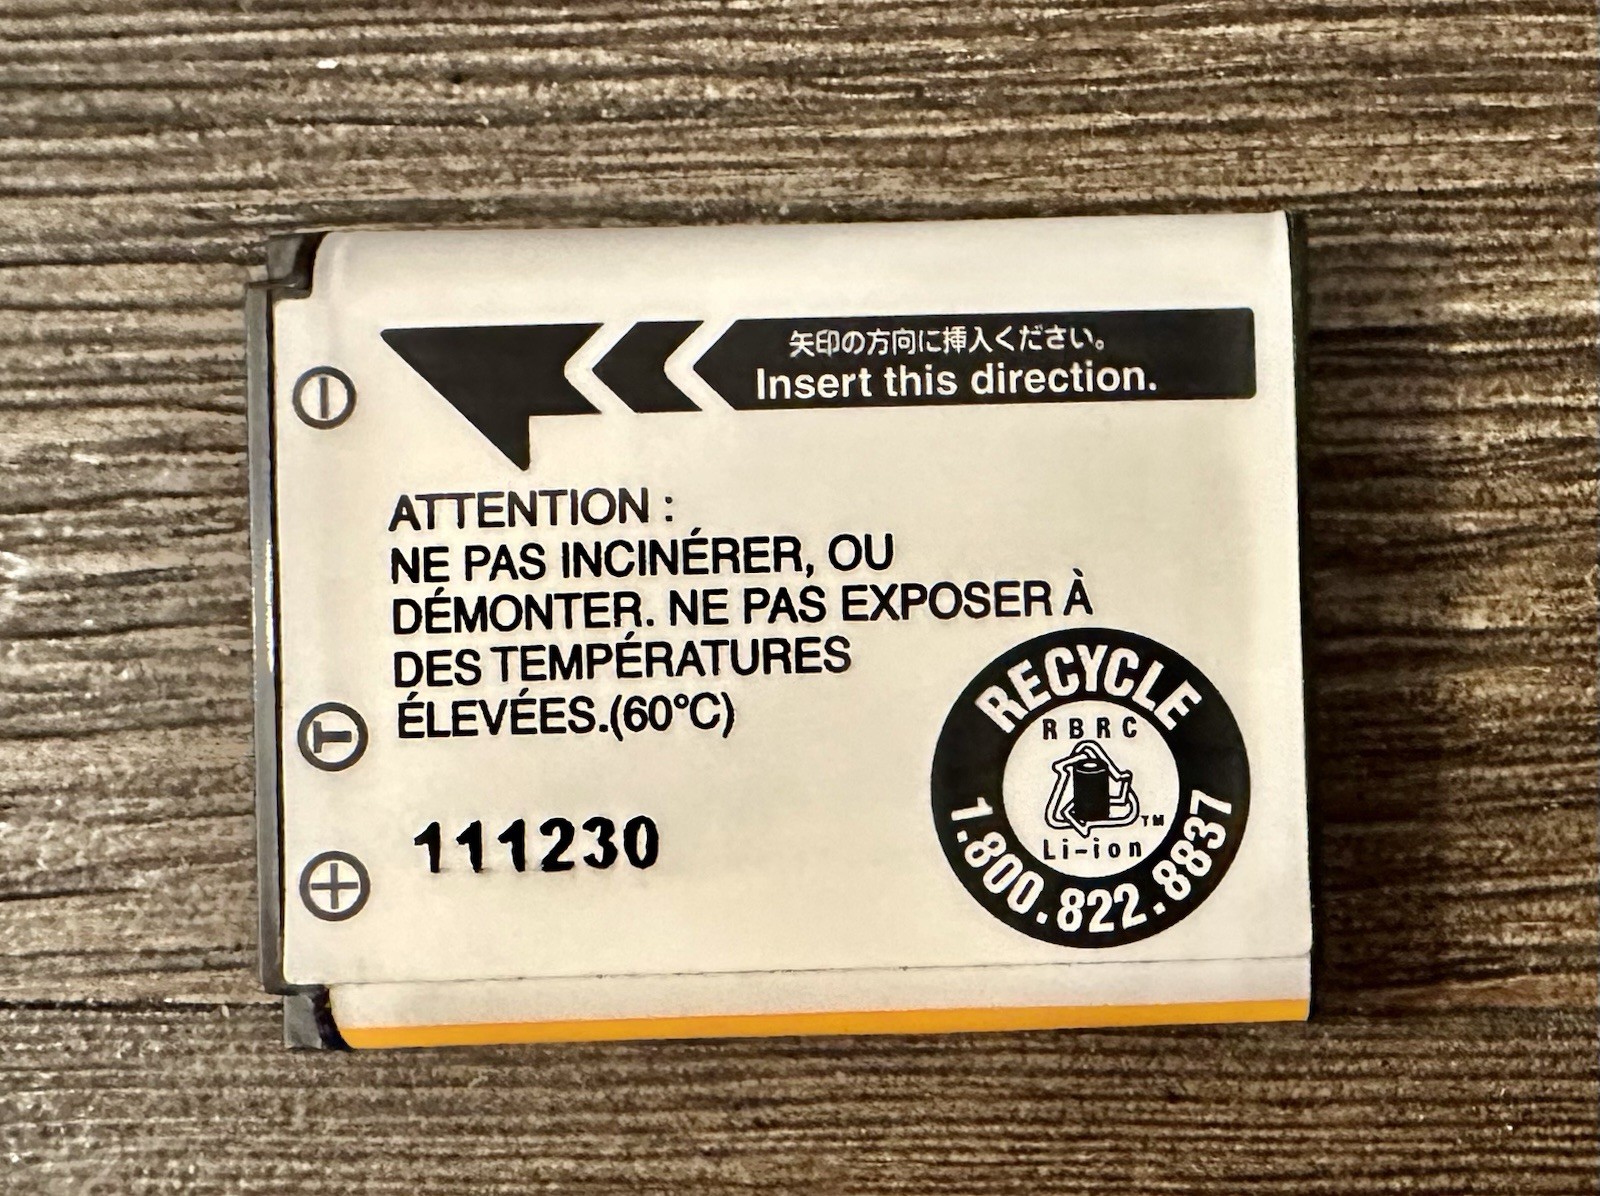 矢印の方向に挿入ください。
Insert this direction.
ATTENTION :
NE PAS INCINÉRER, OU
DÉMONTER. NE PAS EXPOSER À
DES TEMPÉRATURES
ÉLEVÉES.(60°C)
T
111230
RECYCLE
RBRC
TM
Li-ion
1.800.822.8837